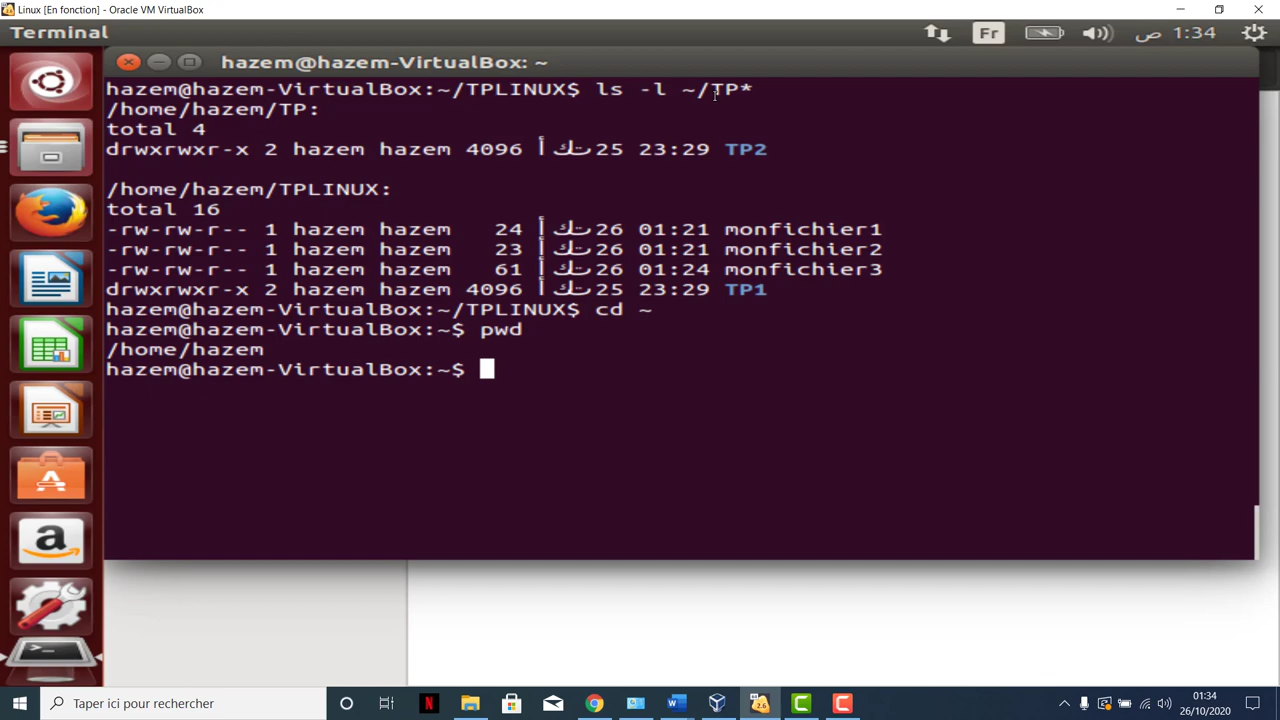 Linux [En fonction] - Oracle VM VirtualBox
Terminal
Fr
1:34 ص
hazem@hazem-VirtualBox: ~
hazem@hazem-VirtualBox:~/TPLINUX$ ls -l ~/TP*
/home/hazem/TP:
total 4
drwxrwxr-x 2 hazem hazem 4096 أكت 25 23:29 TP2
/home/hazem/TPLINUX:
total 16
-rw-rw-r-- 1 hazem hazem   24 أكت 26 01:21 monfichier1
-rw-rw-r-- 1 hazem hazem   23 أكت 26 01:21 monfichier2
-rw-rw-r-- 1 hazem hazem   61 أكت 26 01:24 monfichier3
drwxrwxr-x 2 hazem hazem 4096 أكت 25 23:29 TP1
hazem@hazem-VirtualBox:~/TPLINUX$ cd ~
hazem@hazem-VirtualBox:~$ pwd
/home/hazem
hazem@hazem-VirtualBox:~$
Taper ici pour rechercher
01:34
26/10/2020